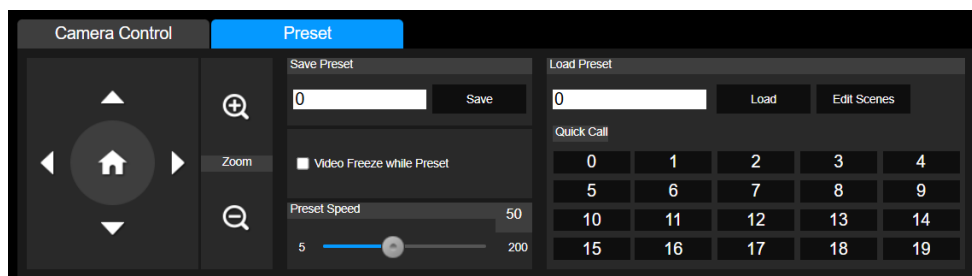 Camera Control
Preset
Zoom
Save Preset
0
Save
Video Freeze while Preset
Preset Speed
50
5
200
Load Preset
0
Load
Edit Scenes
Quick Call
0 1 2 3 4
5 6 7 8 9
10 11 12 13 14
15 16 17 18 19